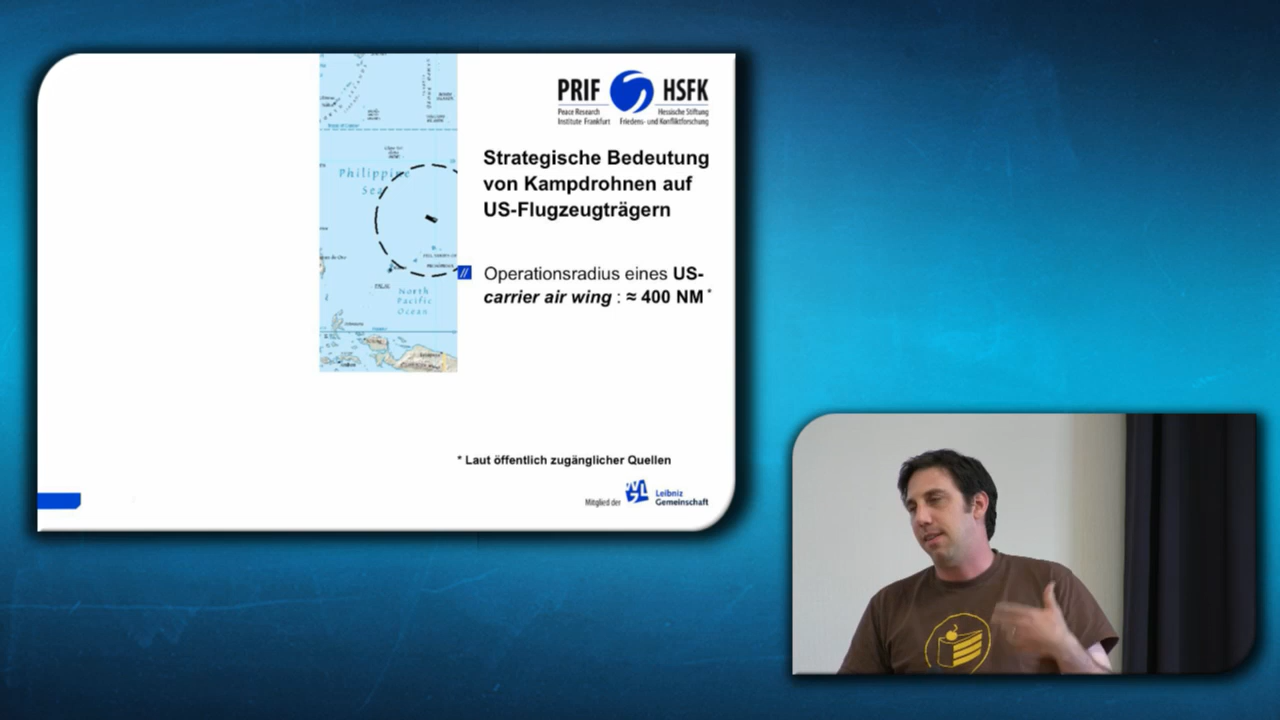 PRIF HSFK
Peace Research Hessische Stiftung
Institute Frankfurt Friedens- und Konfliktforschung
Strategische Bedeutung
von Kampdrohnen auf
US-Flugzeugträgern
Philippine
Sea
// Operationsradius eines US-
carrier air wing : ≈ 400 NM *
North
Pacific
Ocean
* Laut öffentlich zugänglicher Quellen
Mitglied der Leibniz
Gemeinschaft